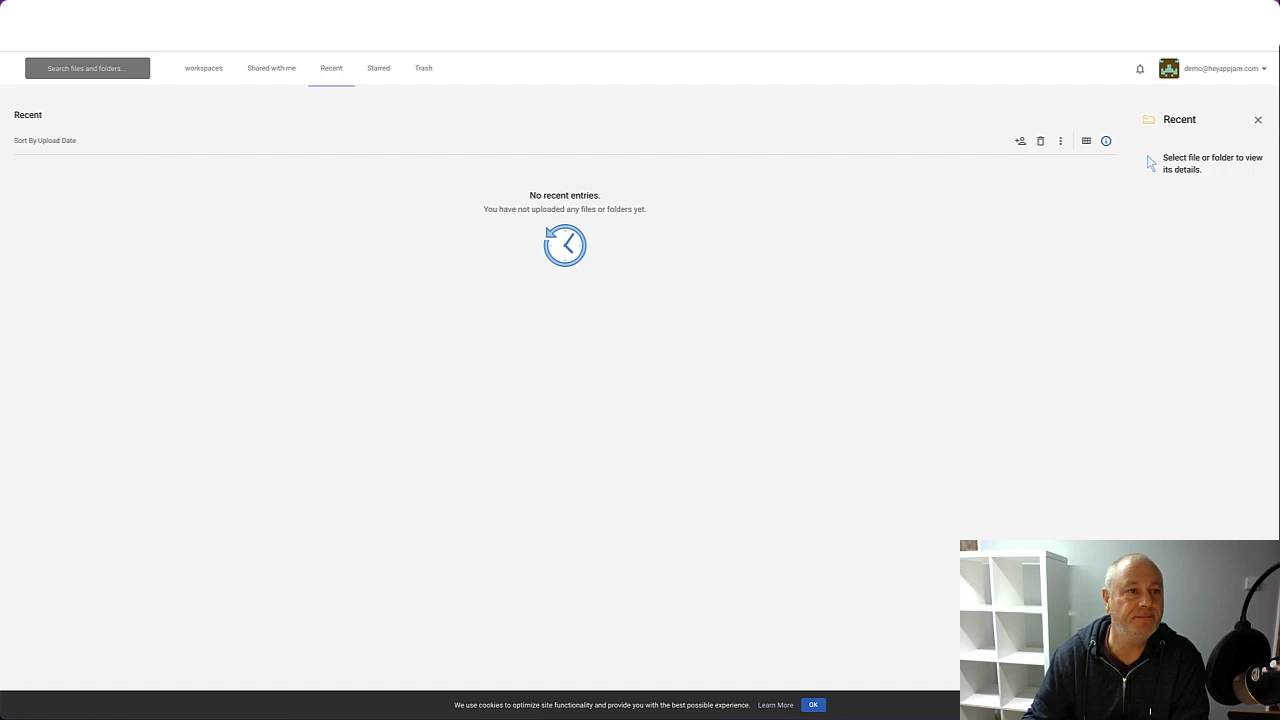 Search files and folders...
workspaces
Shared with me
Recent
Starred
Trash
demo@heyappjam.com
Recent
Sort By Upload Date
No recent entries.
You have not uploaded any files or folders yet.
Recent
Select file or folder to view
its details.
We use cookies to optimize site functionality and provide you with the best possible experience. Learn More OK